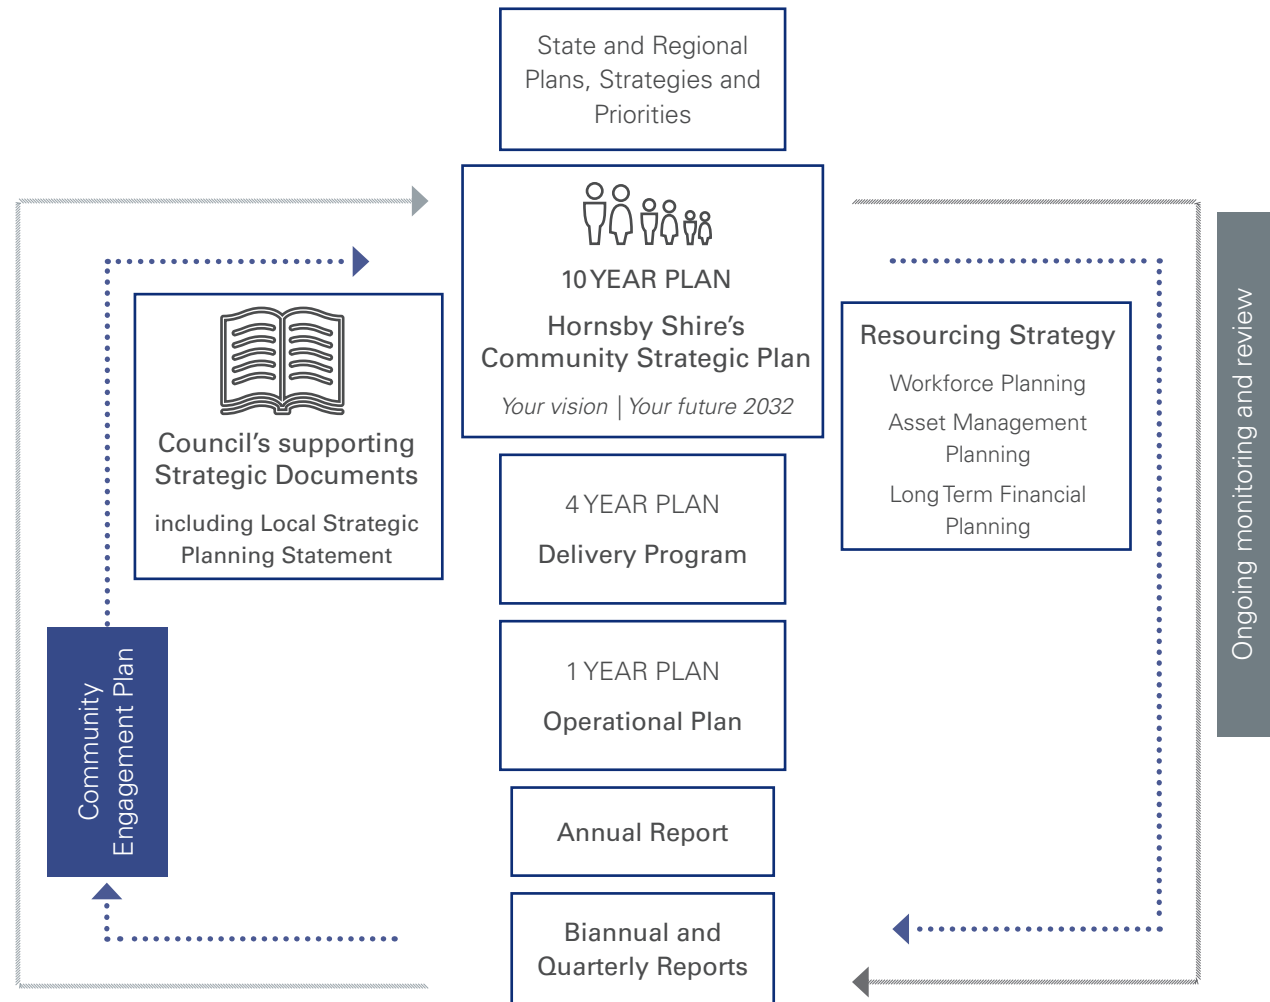 State and Regional
Plans, Strategies and
Priorities
10 YEAR PLAN
Hornsby Shire’s
Community Strategic Plan
Your vision | Your future 2032
Council’s supporting
Strategic Documents
including Local Strategic
Planning Statement
Resourcing Strategy
Workforce Planning
Asset Management
Planning
Long Term Financial
Planning
4 YEAR PLAN
Delivery Program
1 YEAR PLAN
Operational Plan
Annual Report
Biannual and
Quarterly Reports
Community
Engagement Plan
Ongoing monitoring and review